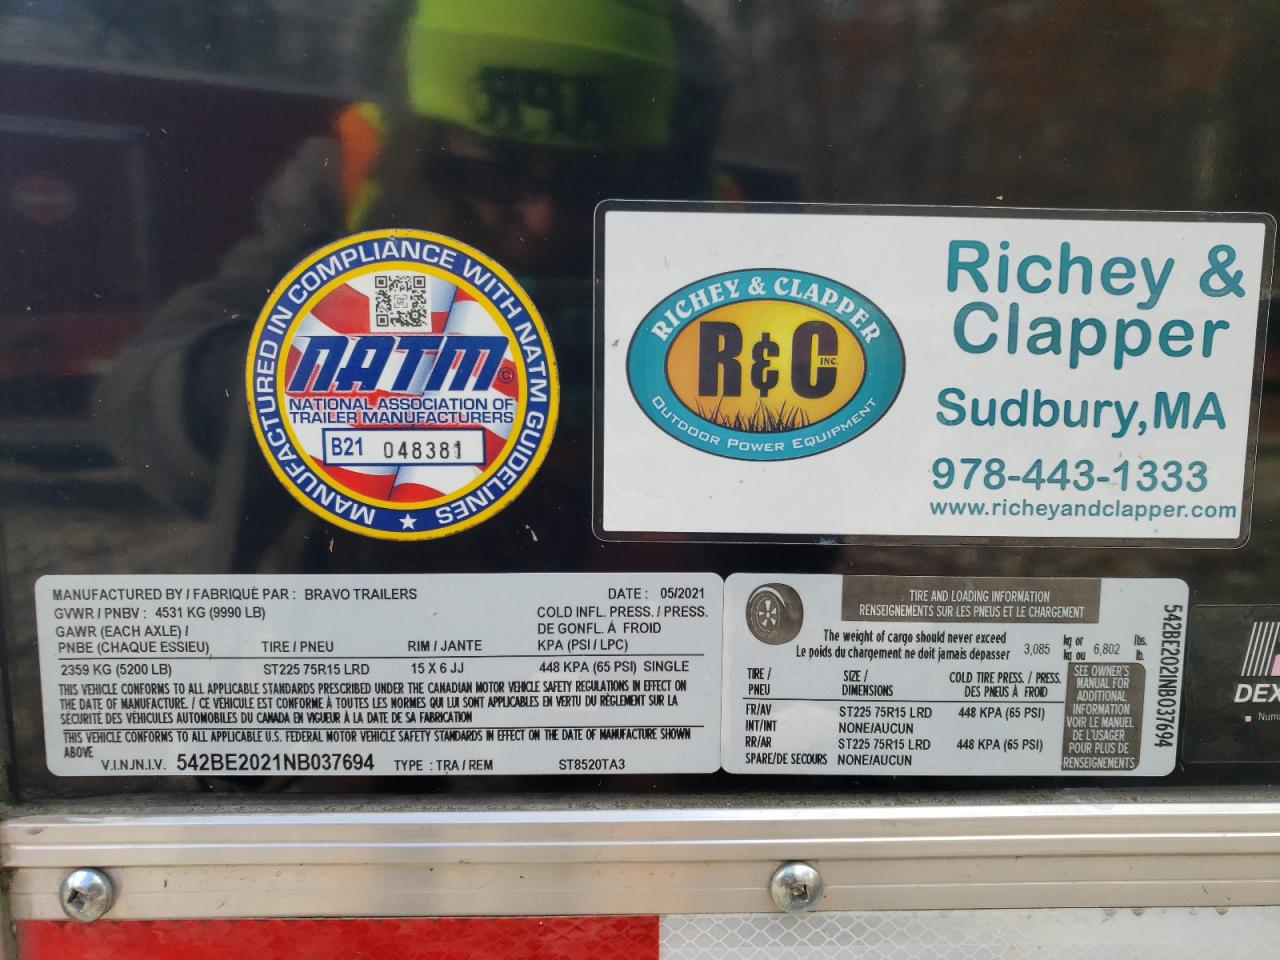 MANUFACTURED IN COMPLIANCE WITH NATM GUIDELINES
NATM
NATIONAL ASSOCIATION OF
TRAILER MANUFACTURERS
B21 048381
RICHEY & CLAPPER
R&C INC.
OUTDOOR POWER EQUIPMENT
Richey &
Clapper
Sudbury, MA
978-443-1333
www.richeyandclapper.com
MANUFACTURED BY / FABRIQUÉ PAR : BRAVO TRAILERS DATE : 05/2021
GVWR / PNBV : 4531 KG (9990 LB)
GAWR (EACH AXLE) /
PNBE (CHAQUE ESSIEU) TIRE / PNEU RIM / JANTE
COLD INFL. PRESS. / PRESS.
DE GONFL. À FROID
KPA (PSI / LPC)
2359 KG (5200 LB) ST225 75R15 LRD 15 X 6 JJ 448 KPA (65 PSI) SINGLE
THIS VEHICLE CONFORMS TO ALL APPLICABLE STANDARDS PRESCRIBED UNDER THE CANADIAN MOTOR VEHICLE SAFETY REGULATIONS IN EFFECT ON
THE DATE OF MANUFACTURE. / CE VÉHICULE EST CONFORME À TOUTES LES NORMES QUI LUI SONT APPLICABLES EN VERTU DU RÈGLEMENT SUR LA
SÉCURITÉ DES VÉHICULES AUTOMOBILES DU CANADA EN VIGUEUR À LA DATE DE SA FABRICATION
THIS VEHICLE CONFORMS TO ALL APPLICABLE U.S. FEDERAL MOTOR VEHICLE SAFETY STANDARDS IN EFFECT ON THE DATE OF MANUFACTURE SHOWN
ABOVE
V.I.N./N.I.V. 542BE2021NB037694 TYPE : TRA / REM ST8520TA3
TIRE AND LOADING INFORMATION
RENSEIGNEMENTS SUR LES PNEUS ET LE CHARGEMENT
The weight of cargo should never exceed
Le poids du chargement ne doit jamais depasser
3,085 kg or 6,802 lbs.
kg ou lb.
TIRE /
PNEU
SIZE /
DIMENSIONS
COLD TIRE PRESS. / PRESS.
DES PNEUS À FROID
FR/AV ST225 75R15 LRD 448 KPA (65 PSI)
INT/INT NONE/AUCUN
RR/AR ST225 75R15 LRD 448 KPA (65 PSI)
SPARE/DE SECOURS NONE/AUCUN
SEE OWNER'S
MANUAL FOR
ADDITIONAL
INFORMATION
VOIR LE MANUEL
DE L'USAGER
POUR PLUS DE
RENSEIGNEMENTS
542BE2021NB037694